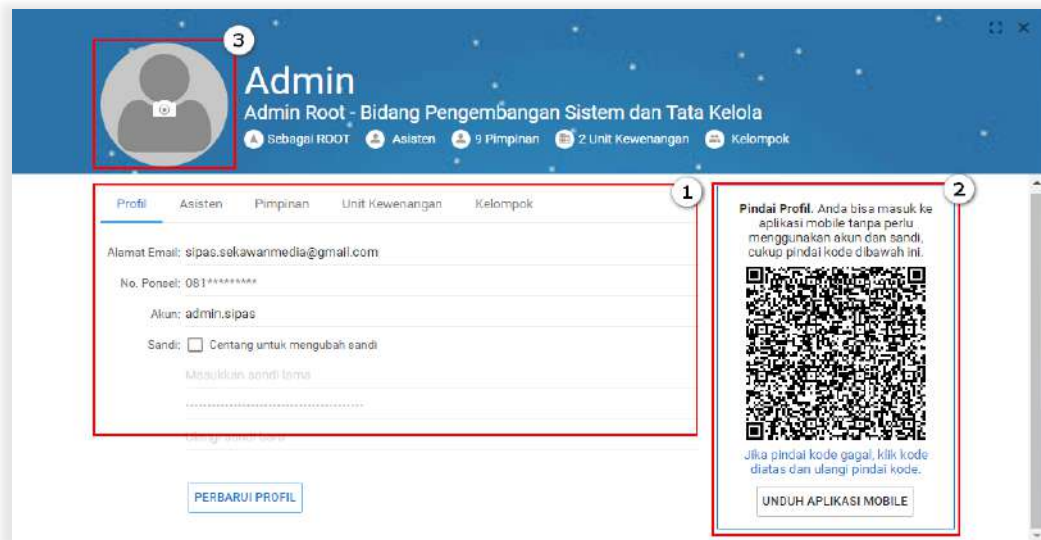 3
Admin
Admin Root - Bidang Pengembangan Sistem dan Tata Kelola
Sebagai ROOT Asisten 9 Pimpinan 2 Unit Kewenangan Kelompok
1
Profil Asisten Pimpinan Unit Kewenangan Kelompok
Alamat Email: sipas.sekawanmedia@gmail.com
No. Ponsel: 081*********
Akun: admin.sipas
Sandi: Centang untuk mengubah sandi
Masukkan sandi lama
PERBARUI PROFIL
2
Pindai Profil. Anda bisa masuk ke
aplikasi mobile tanpa perlu
menggunakan akun dan sandi,
cukup pindai kode dibawah ini.
Jika pindai kode gagal, klik kode
diatas dan ulangi pindai kode.
UNDUH APLIKASI MOBILE